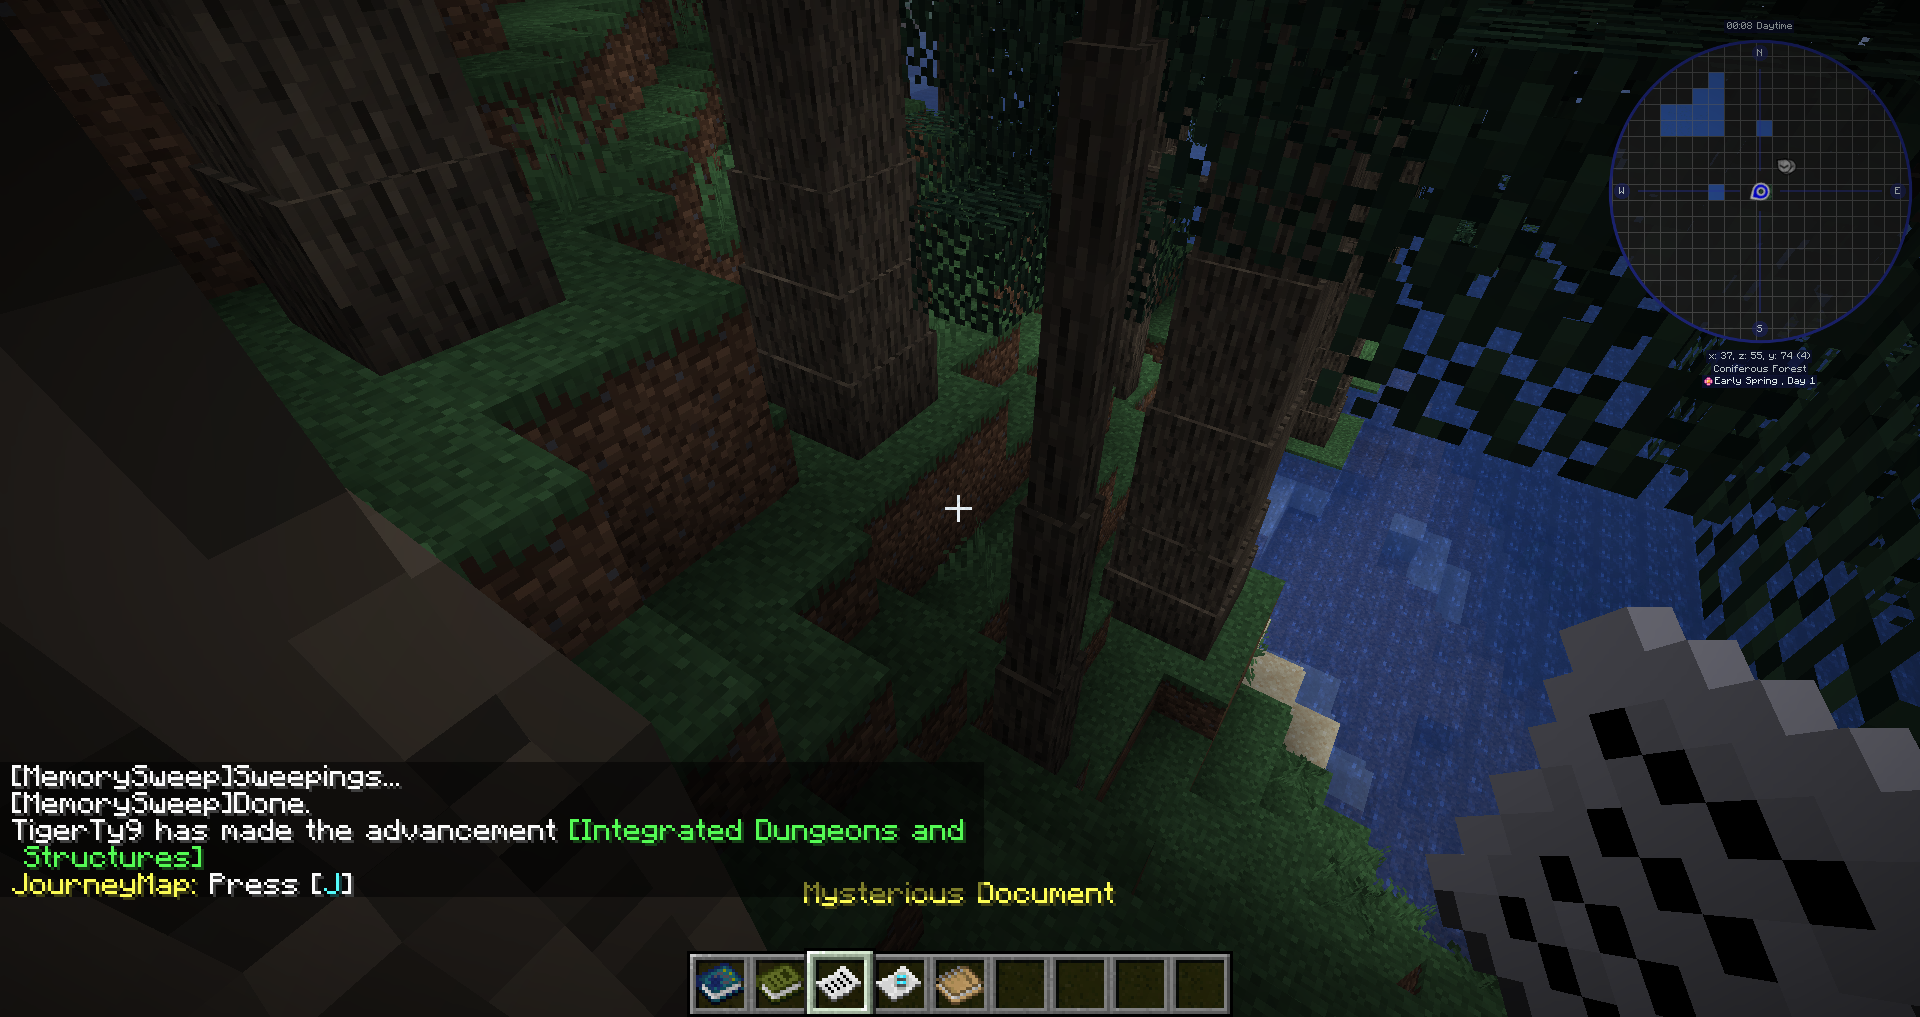 00:08 Daytime
N
W
E
S
x: 37, z: 55, y: 74 (4)
Coniferous Forest
Early Spring , Day 1
[MemorySweep]Sweepings...
[MemorySweep]Done.
TigerTy9 has made the advancement [Integrated Dungeons and
Structures]
JourneyMap: Press [J]
Mysterious Document